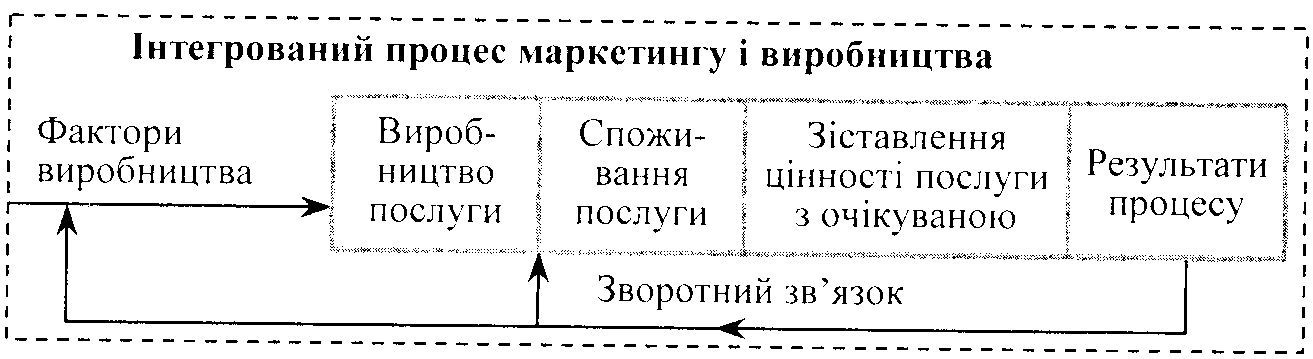 Інтегрований процес маркетингу і виробництва
Фактори
виробництва
Вироб-
ництво
послуги
Спожи-
вання
послуги
Зіставлення
цінності послуги
з очікуваною
Результати
процесу
Зворотний зв’язок